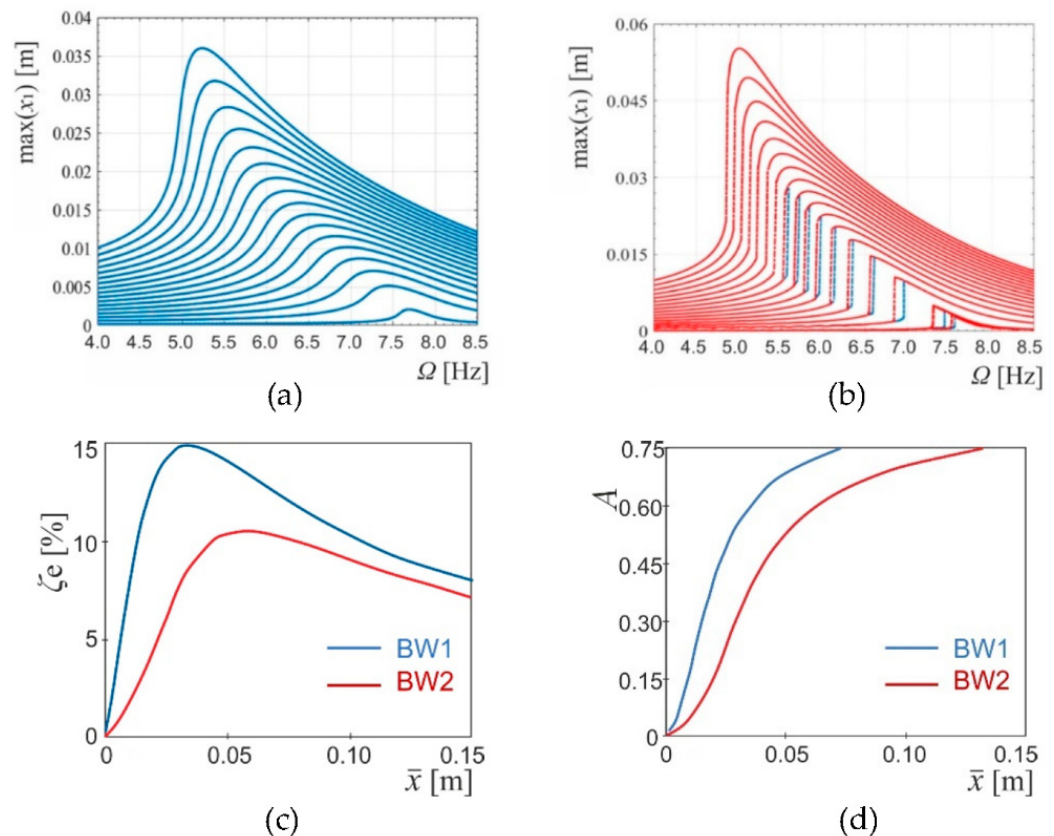 0.04
0.035
0.03
0.025
0.02
0.015
0.01
0.005
0
max(x₁) [m]
4.0 4.5 5.0 5.5 6.0 6.5 7.0 7.5 8.0 8.5
Ω [Hz]
(a)
0.06
0.045
0.03
0.015
0
max(x₁) [m]
4.0 4.5 5.0 5.5 6.0 6.5 7.0 7.5 8.0 8.5
Ω [Hz]
(b)
15
10
5
0
ζe [%]
BW1
BW2
0 0.05 0.10 0.15
x̄ [m]
(c)
0.75
0.60
0.45
0.30
0.15
0
A
BW1
BW2
0 0.05 0.10 0.15
x̄ [m]
(d)